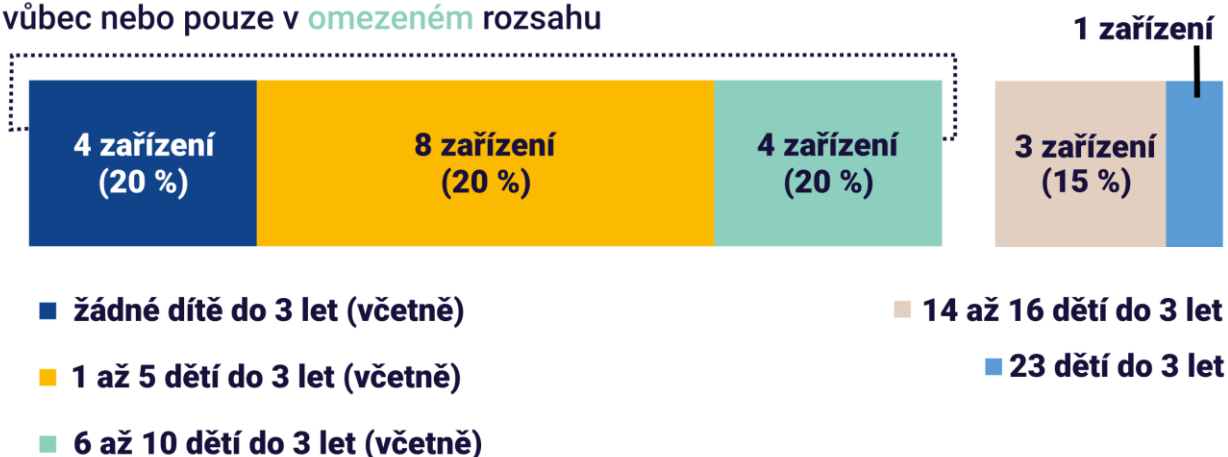 vůbec nebo pouze v omezeném rozsahu
1 zařízení
4 zařízení
(20 %)
8 zařízení
(20 %)
4 zařízení
(20 %)
3 zařízení
(15 %)
žádné dítě do 3 let (včetně)
1 až 5 dětí do 3 let (včetně)
6 až 10 dětí do 3 let (včetně)
14 až 16 dětí do 3 let
23 dětí do 3 let